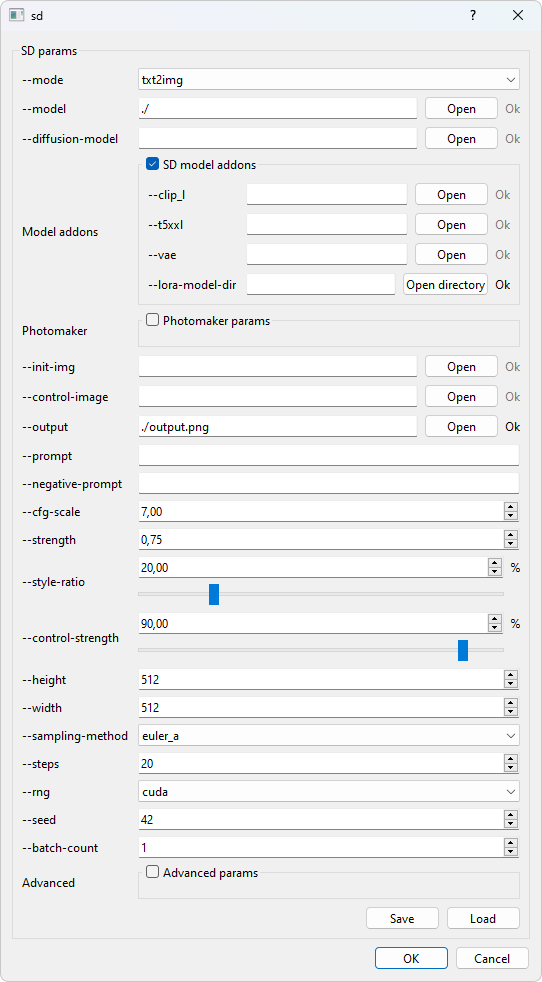 sd ?
SD params
--mode txt2img
--model ./ Open Ok
--diffusion-model Open Ok
SD model addons
--clip_l Open Ok
--t5xxl Open Ok
Model addons
--vae Open Ok
--lora-model-dir Open directory Ok
Photomaker params
Photomaker
--init-img Open Ok
--control-image Open Ok
--output ./output.png Open Ok
--prompt
--negative-prompt
--cfg-scale 7,00
--strength 0,75
20,00 %
--style-ratio
90,00 %
--control-strength
--height 512
--width 512
--sampling-method euler_a
--steps 20
--rng cuda
--seed 42
--batch-count 1
Advanced params
Advanced
Save Load
OK Cancel